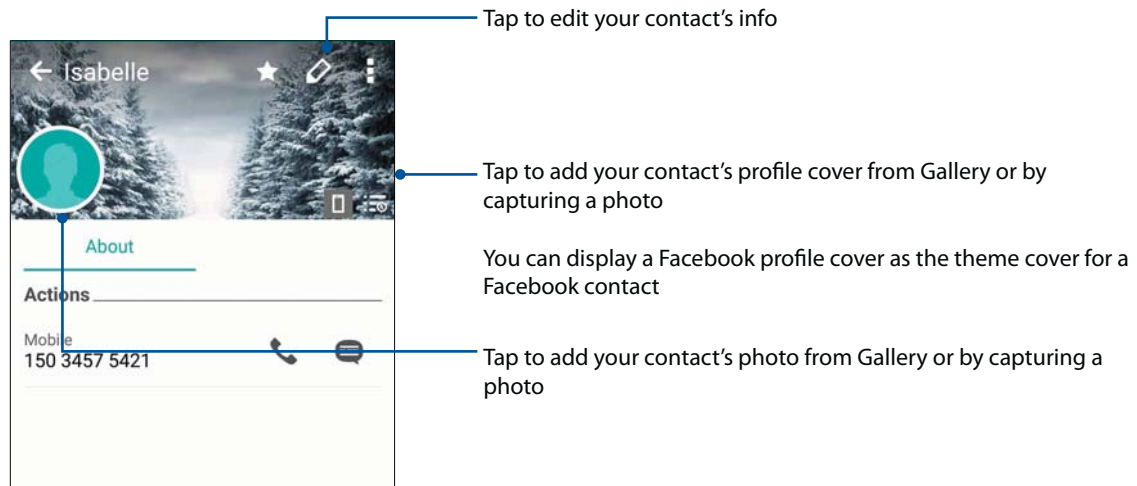 Tap to edit your contact's info
Isabelle
Tap to add your contact's profile cover from Gallery or by
capturing a photo
About
You can display a Facebook profile cover as the theme cover for a
Facebook contact
Actions
Mobile
150 3457 5421
Tap to add your contact's photo from Gallery or by capturing a
photo